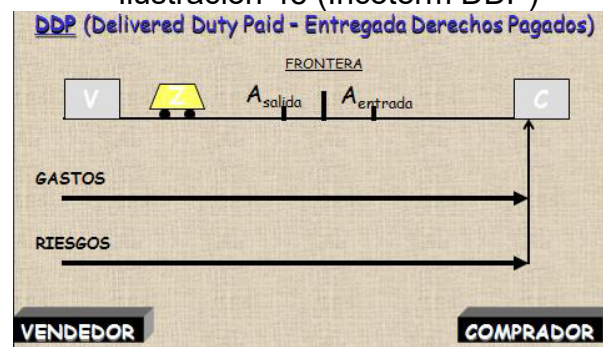 DDP (Delivered Duty Paid - Entregada Derechos Pagados)
FRONTERA
V Z Asalida Aentrada C
GASTOS
RIESGOS
VENDEDOR COMPRADOR